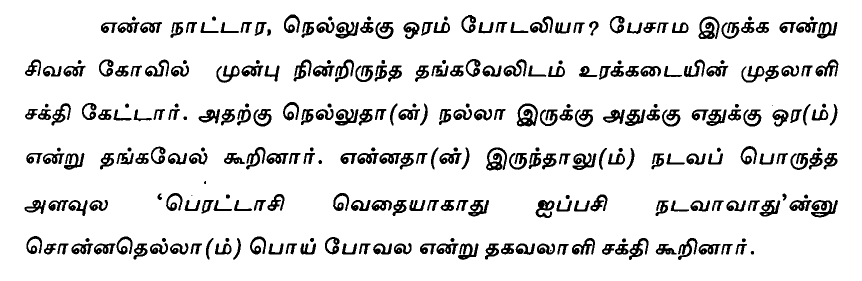 என்ன நாட்டார, நெல்லுக்கு ஒரம் போடலியா? பேசாம இருக்க என்று
சிவன் கோவில் முன்பு நின்றிருந்த தங்கவேலிடம் உரக்கடையின் முதலாளி
சக்தி கேட்டார். அதற்கு நெல்லுதா(ன்) நல்லா இருக்கு அதுக்கு எதுக்கு ஒர(ம்)
என்று தங்கவேல் கூறினார். என்னதா(ன்) இருந்தாலு(ம்) நடவப் பொருத்த
அளவுல ‘பெரட்டாசி வெதையாகாது ஐப்பசி நடவாவாது’ன்னு
சொன்னதெல்லா(ம்) பொய் போவல என்று தகவலாளி சக்தி கூறினார்.